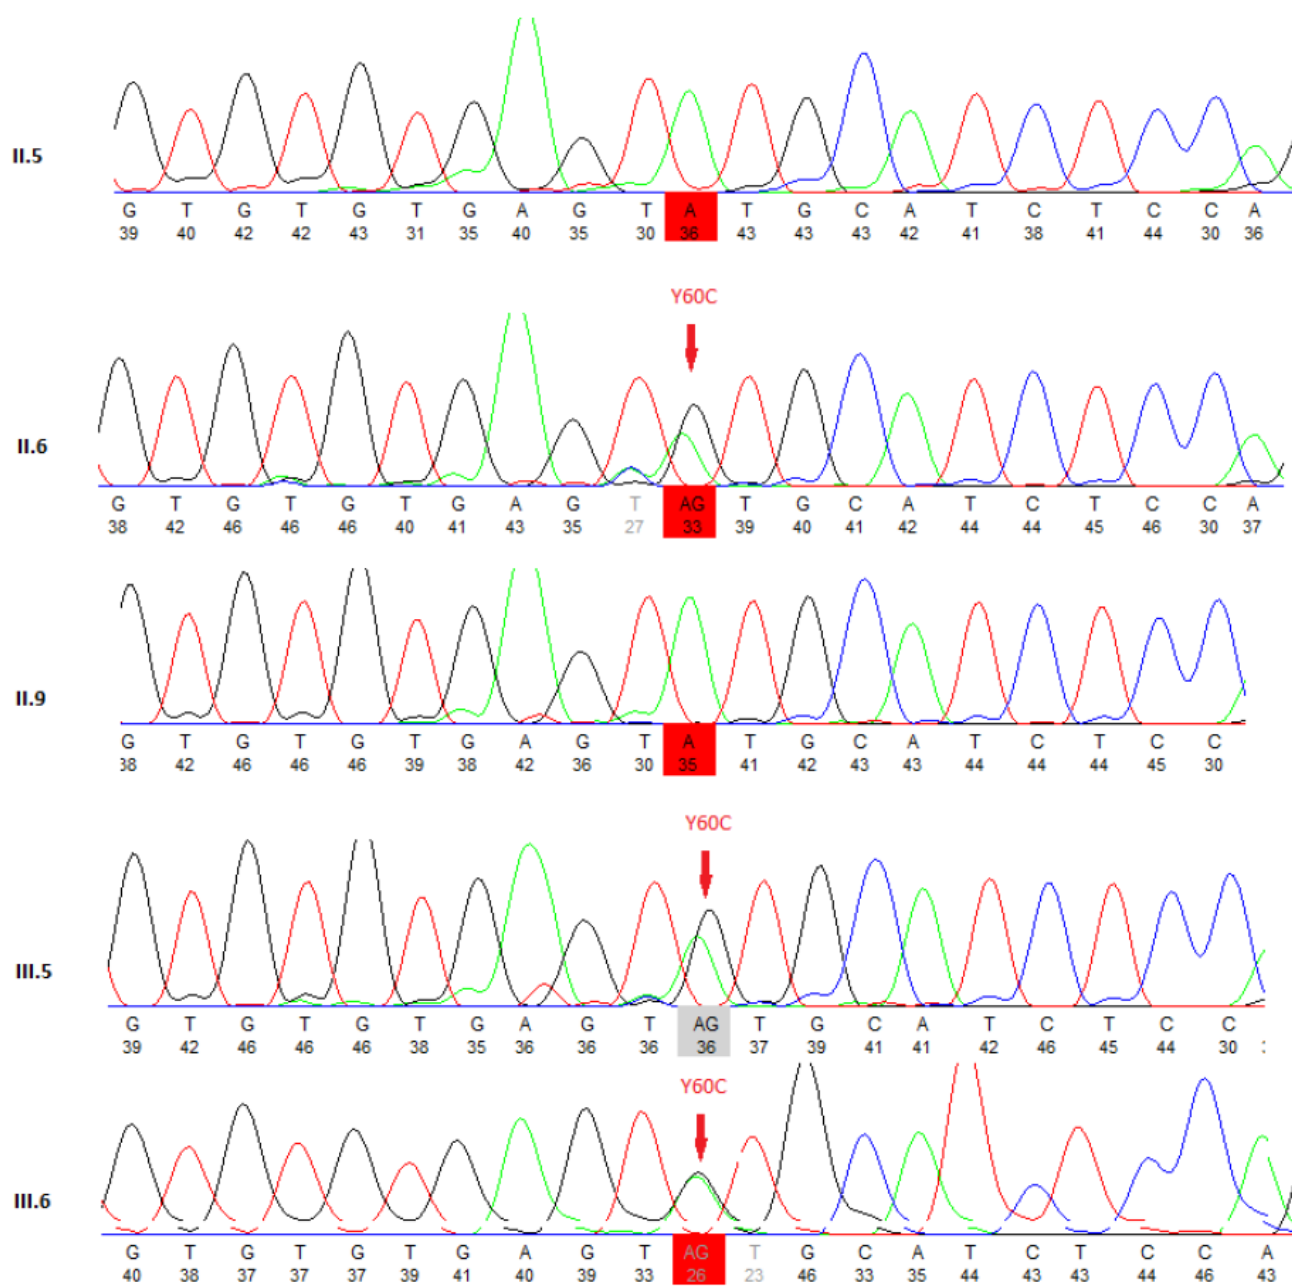 II.5
G T G T G T G A G T A T G C A T C T C C A
39 40 42 42 43 31 35 40 35 30 36 43 43 43 42 41 38 41 44 30 36
Y60C
II.6
G T G T G T G A G T AG T G C A T C T C C A
38 42 46 46 46 40 41 43 35 27 33 39 40 41 42 44 44 45 46 30 37
II.9
G T G T G T G A G T A T G C A T C T C C
38 42 46 46 46 39 38 42 36 30 35 41 42 43 43 44 44 44 45 30
Y60C
III.5
G T G T G T G A G T AG T G C A T C T C C
39 42 46 46 46 38 35 36 36 36 36 37 39 41 41 42 46 45 44 30
Y60C
III.6
G T G T G T G A G T AG T G C A T C T C C A
40 38 37 37 37 39 41 40 39 33 26 23 46 33 35 44 43 43 44 46 43